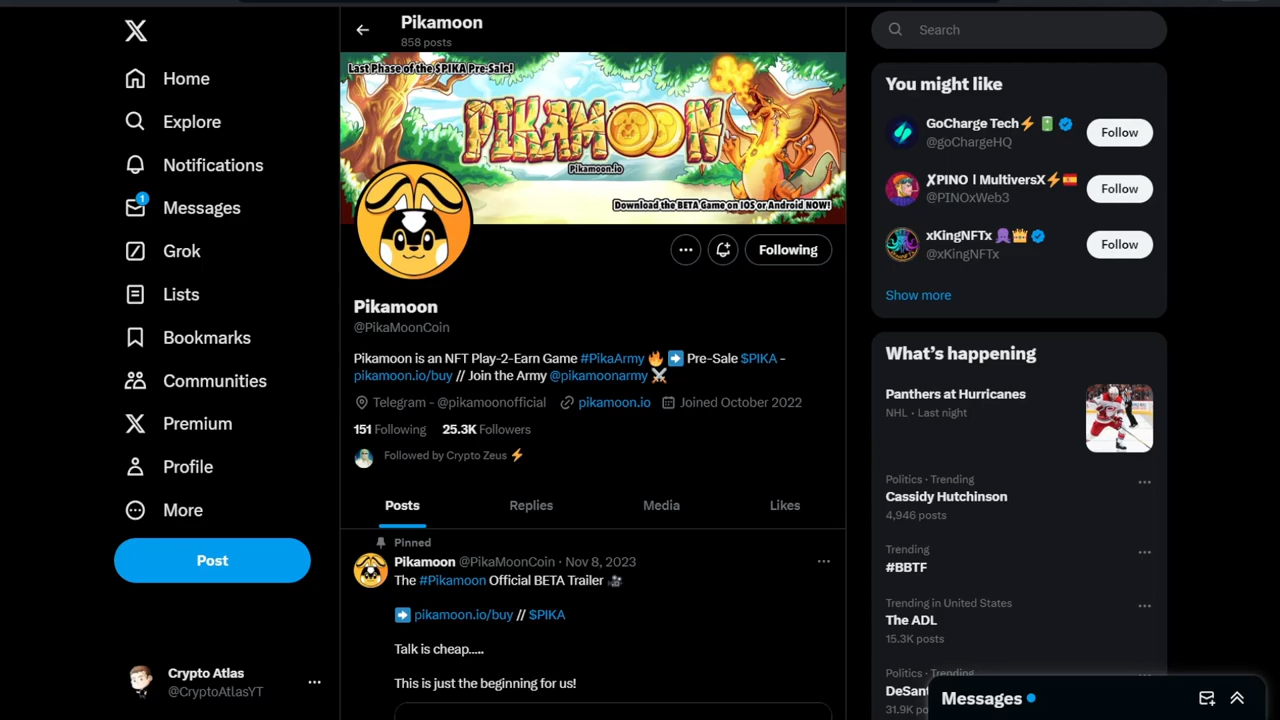 Home
Explore
Notifications
1
Messages
Grok
Lists
Bookmarks
Communities
Premium
Profile
More
Post
Crypto Atlas
@CryptoAtlasYT
Pikamoon
858 posts
Last Phase of the $PIKA Pre-Sale!
PIKAMOON
Pikamoon.io
Download the BETA Game on IOS or Android NOW!
Following
Pikamoon
@PikaMoonCoin
Pikamoon is an NFT Play-2-Earn Game #PikaArmy 🔥 ➡️ Pre-Sale $PIKA -
pikamoon.io/buy // Join the Army @pikamoonarmy ⚔️
Telegram - @pikamoonofficial pikamoon.io Joined October 2022
151 Following 25.3K Followers
Followed by Crypto Zeus ⚡
Posts Replies Media Likes
Pinned
Pikamoon @PikaMoonCoin · Nov 8, 2023
The #Pikamoon Official BETA Trailer 🎥
➡️ pikamoon.io/buy // $PIKA
Talk is cheap.....
This is just the beginning for us!
Search
You might like
GoCharge Tech⚡🔋
@goChargeHQ
Follow
✗PINO | MultiversX⚡🇪🇸
@PINOxWeb3
Follow
xKingNFTx 👑
@xKingNFTx
Follow
Show more
What's happening
Panthers at Hurricanes
NHL · Last night
Politics · Trending
Cassidy Hutchinson
4,946 posts
Trending
#BBTF
Trending in United States
The ADL
15.3K posts
Politics · Trending
DeSant
31.9K po
Messages